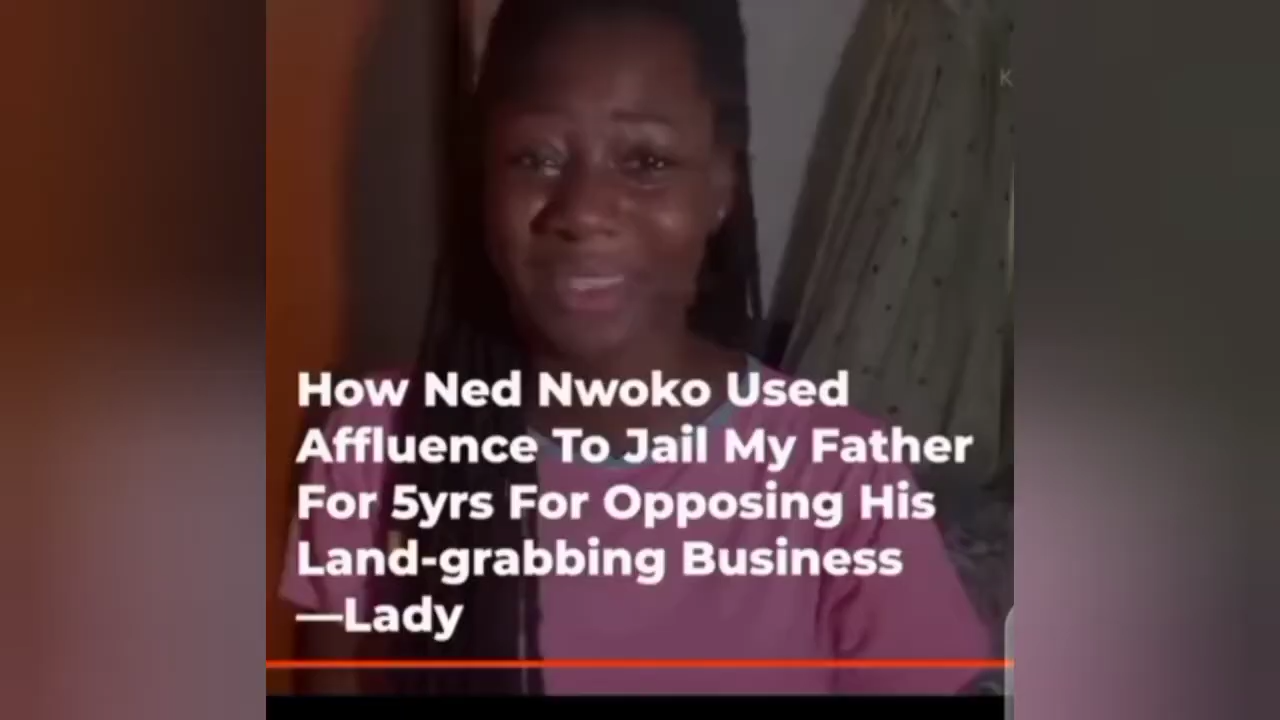 How Ned Nwoko Used
Affluence To Jail My Father
For 5yrs For Opposing His
Land-grabbing Business
—Lady